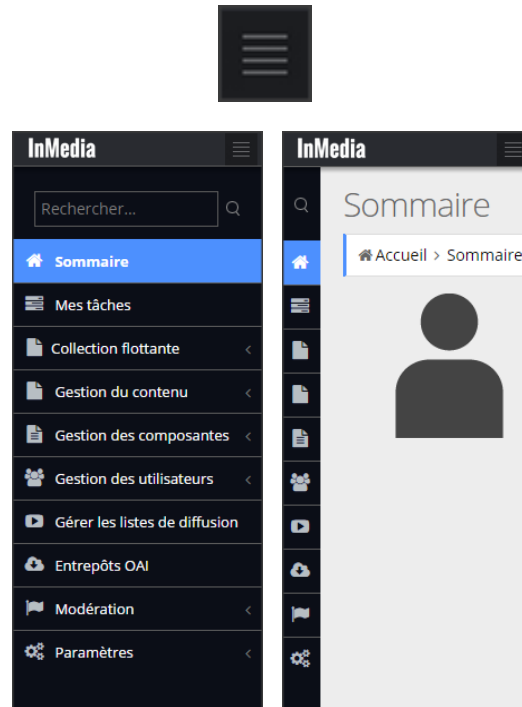 InMedia
Rechercher...
Sommaire
Mes tâches
Collection flottante
Gestion du contenu
Gestion des composantes
Gestion des utilisateurs
Gérer les listes de diffusion
Entrepôts OAI
Modération
Paramètres
InMedia
Sommaire
Accueil > Sommaire